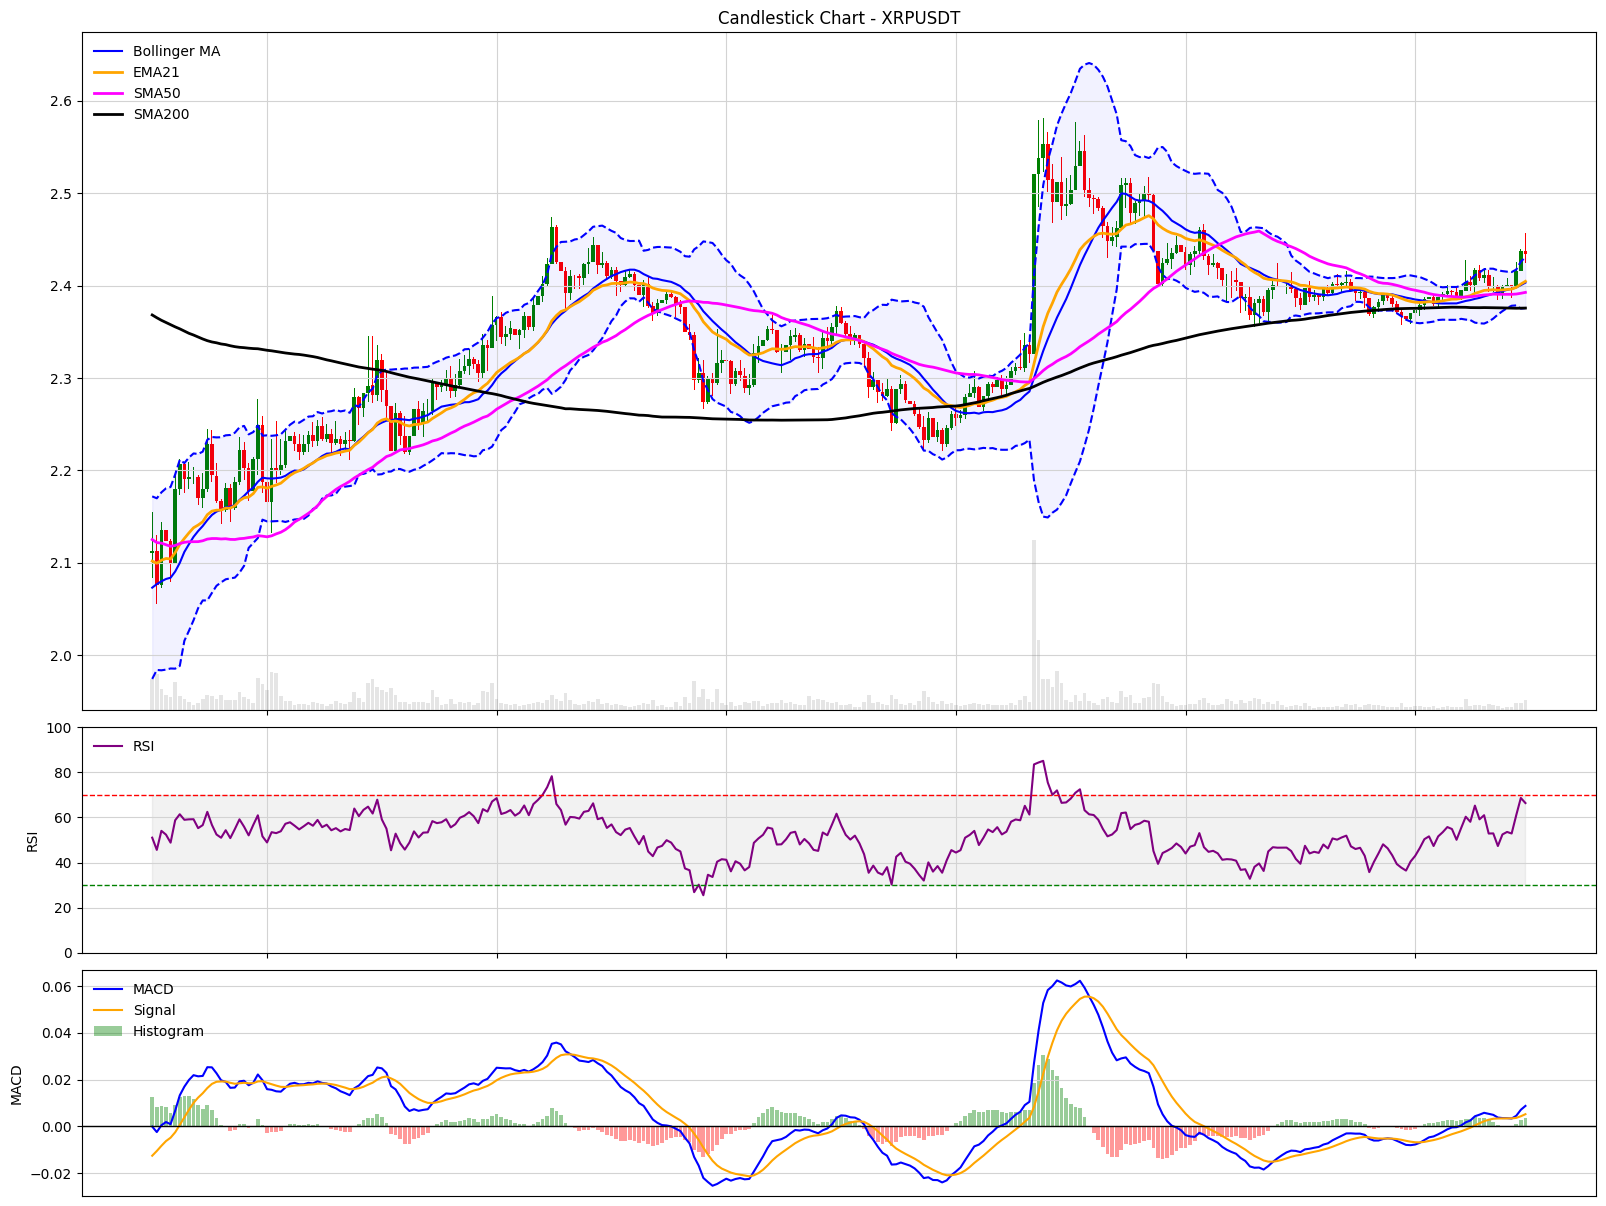 Candlestick Chart - XRPUSDT
Bollinger MA
EMA21
SMA50
SMA200
2.6
2.5
2.4
2.3
2.2
2.1
2.0
RSI
100
80
60
40
20
0
RSI
MACD
Signal
Histogram
0.06
0.04
0.02
0.00
−0.02
MACD